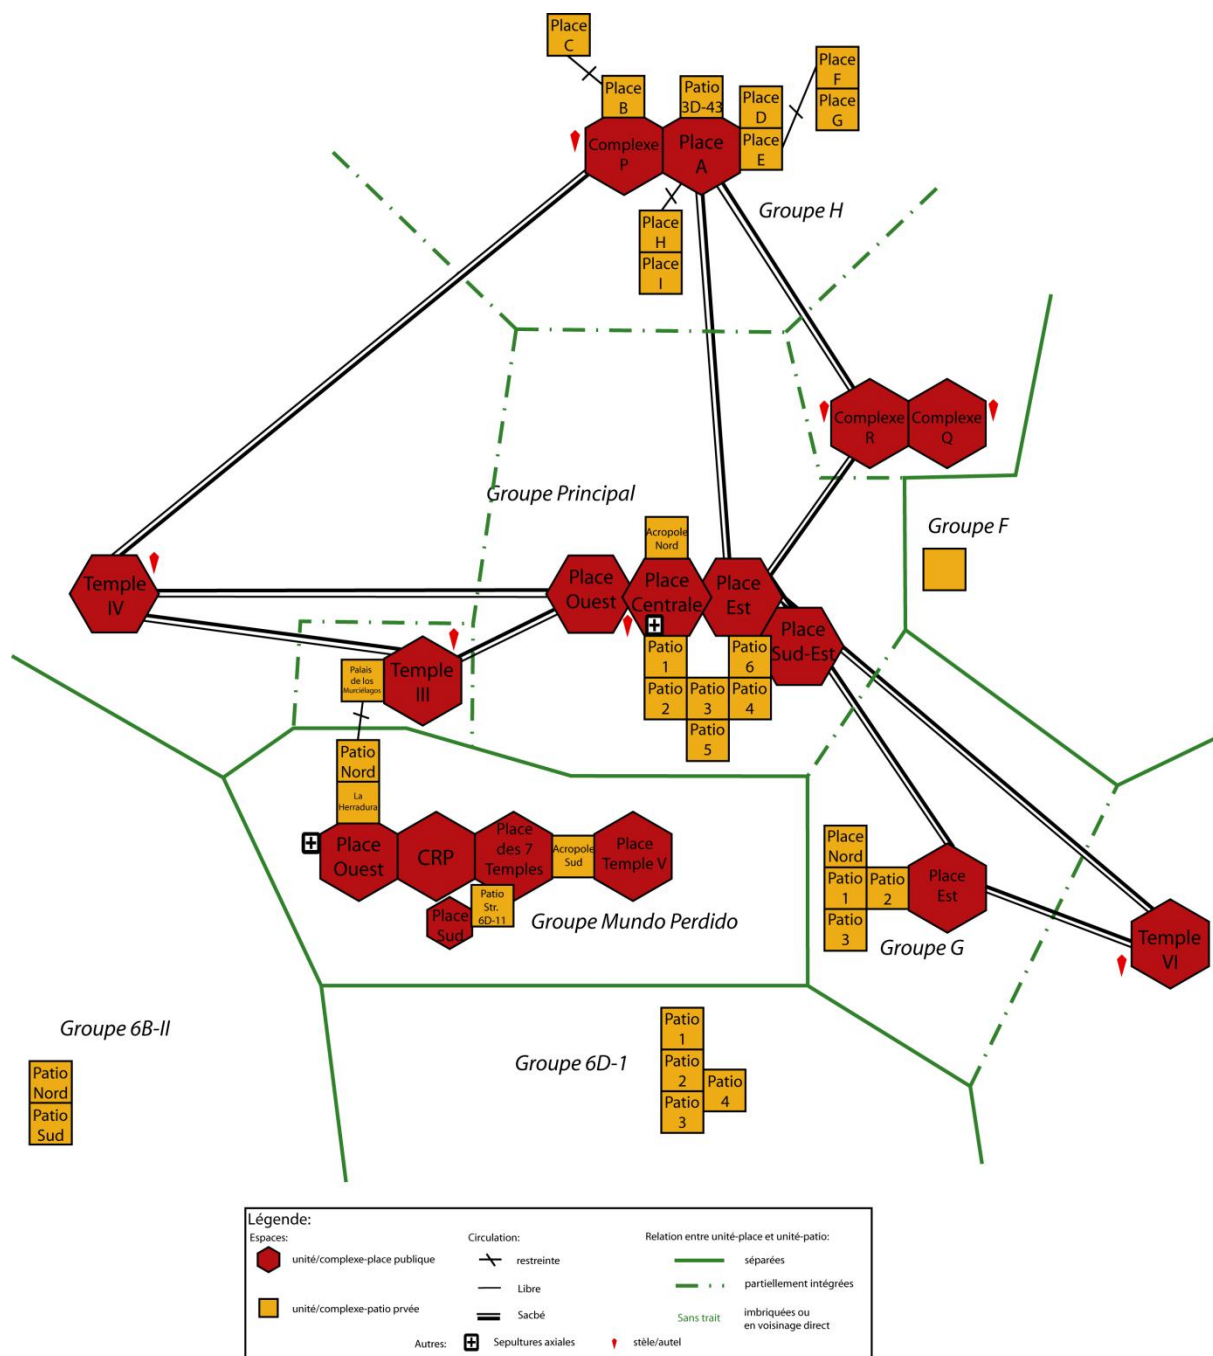 Place
C
Place
B
Patio
3D-43
Place
D
Place
E
Place
F
Place
G
Complexe
P
Place
A
Groupe H
Place
H
Place
I
Complexe
R
Complexe
Q
Groupe Principal
Groupe F
Acropole
Nord
Temple
IV
Place
Ouest
Place
Centrale
Place
Est
Place
Sud-Est
Patio
1
Patio
6
Patio
2
Patio
3
Patio
4
Patio
5
Palais
de los
Murciélagos
Temple
III
Patio
Nord
La
Herradura
Place
Ouest
CRP
Place
des 7
Temples
Acropole
Sud
Place
Temple V
Place
Sud
Patio
Str.
6D-11
Groupe Mundo Perdido
Place
Nord
Patio
1
Patio
2
Patio
3
Place
Est
Groupe G
Temple
VI
Groupe 6B-II
Patio
Nord
Patio
Sud
Groupe 6D-1
Patio
1
Patio
2
Patio
3
Patio
4
Légende:
Espaces:
unité/complexe-place publique
unité/complexe-patio prvée
Circulation:
restreinte
Libre
Sacbé
Relation entre unité-place et unité-patio:
séparées
partiellement intégrées
Sans trait
imbriquées ou
en voisinage direct
Autres:
Sepultures axiales
stèle/autel